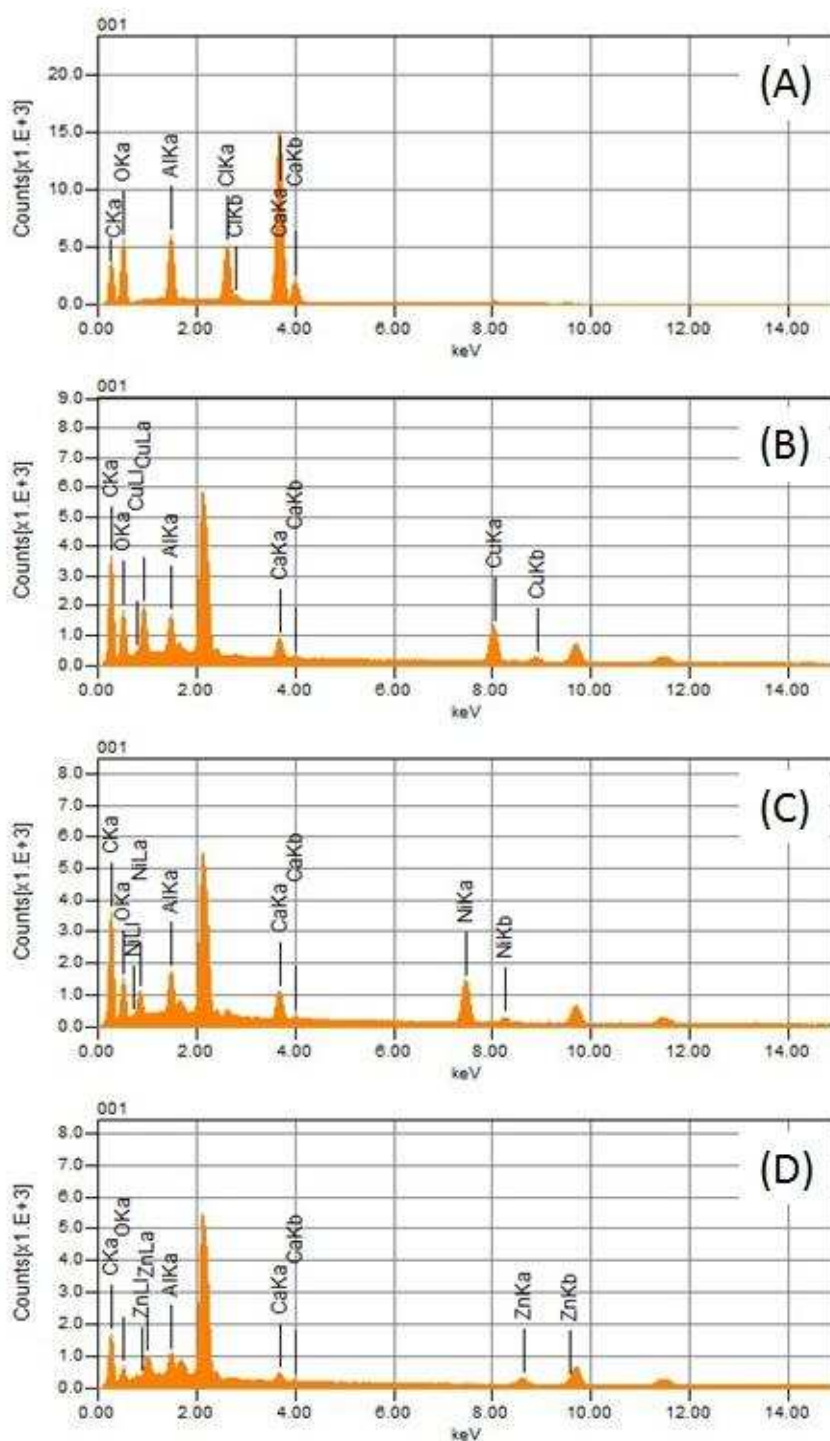 001
(A)
Counts[x1.E+3]
20.0
15.0
10.0
5.0
0.0
CKa
OKa
AlKa
ClKa
ClKb
CaKa
CaKb
0.00 2.00 4.00 6.00 8.00 10.00 12.00 14.00
keV
001
(B)
Counts[x1.E+3]
9.0
8.0
7.0
6.0
5.0
4.0
3.0
2.0
1.0
0.0
CKa
OKa
CuLl
CuLa
AlKa
CaKa
CaKb
CuKa
CuKb
0.00 2.00 4.00 6.00 8.00 10.00 12.00 14.00
keV
001
(C)
Counts[x1.E+3]
8.0
7.0
6.0
5.0
4.0
3.0
2.0
1.0
0.0
CKa
OKa
NiLl
NiLa
AlKa
CaKa
CaKb
NiKa
NiKb
0.00 2.00 4.00 6.00 8.00 10.00 12.00 14.00
keV
001
(D)
Counts[x1.E+3]
8.0
7.0
6.0
5.0
4.0
3.0
2.0
1.0
0.0
CKa
OKa
ZnLl
ZnLa
AlKa
CaKa
CaKb
ZnKa
ZnKb
0.00 2.00 4.00 6.00 8.00 10.00 12.00 14.00
keV